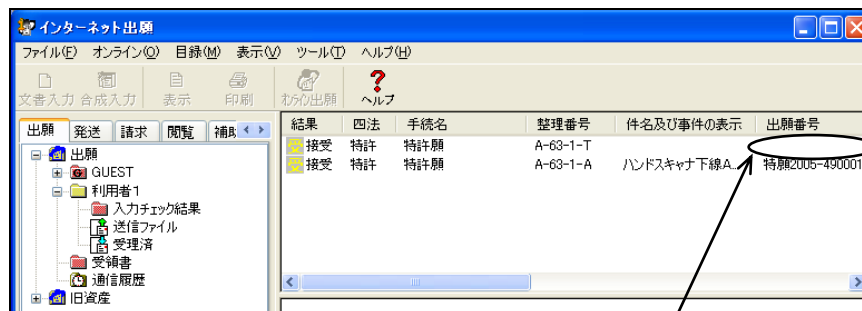 インターネット出願
ファイル(F) オンライン(O) 目録(M) 表示(V) ツール(T) ヘルプ(H)
文書入力 合成入力 表示 印刷 オンライン出願 ヘルプ
出願 発送 請求 閲覧
結果 四法 手続名 整理番号 件名及び事件の表示 出願番号
接受 特許 特許願 A-63-1-T
接受 特許 特許願 A-63-1-A ハンドスキャナ下線A... 特願2005-490001
出願
GUEST
利用者1
入力チェック結果
送信ファイル
受理済
受領書
通信履歴
旧資産